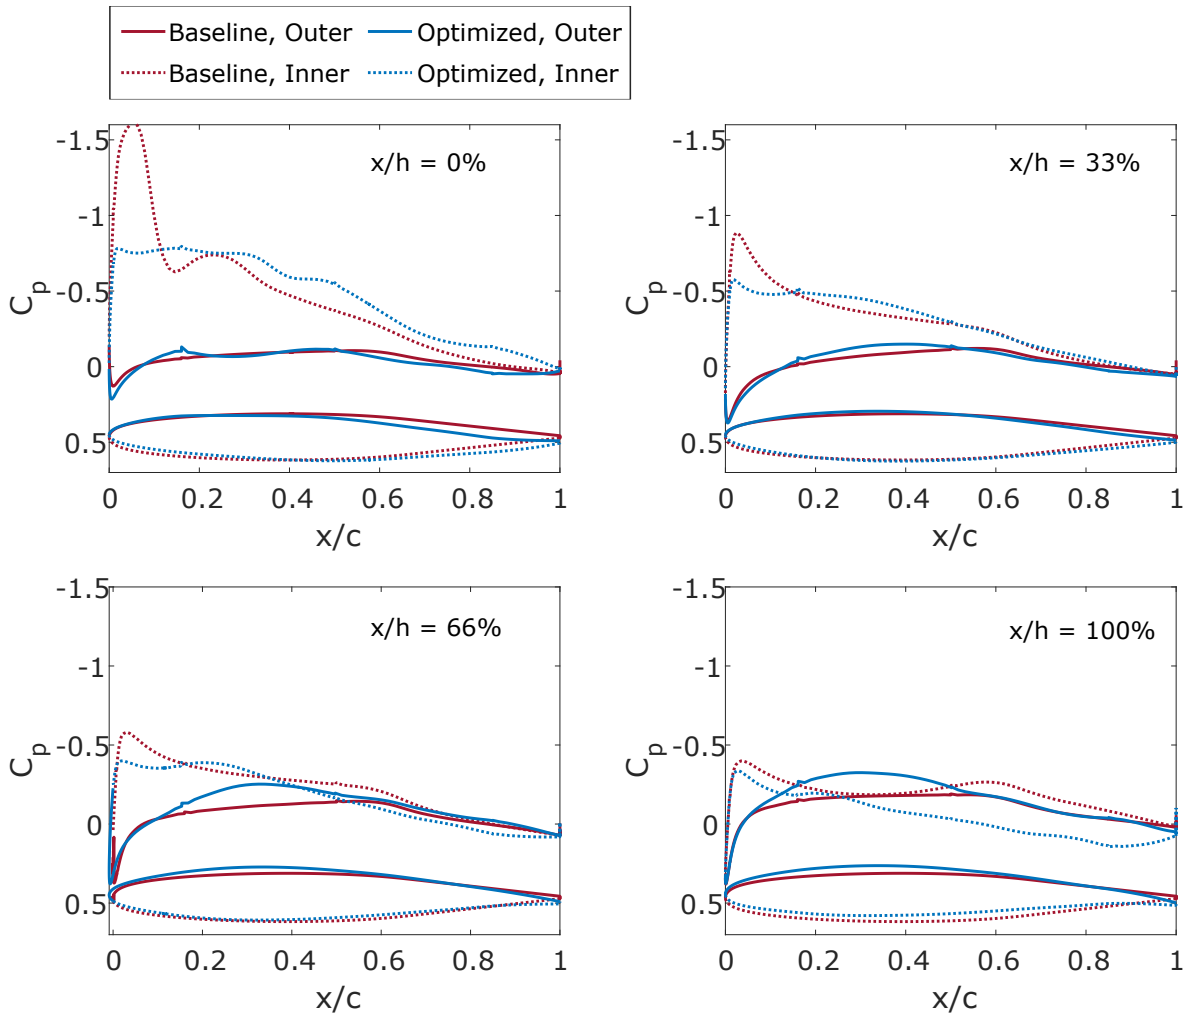 Baseline, Outer
Optimized, Outer
Baseline, Inner
Optimized, Inner
-1.5
-1
-0.5
0
0.5
C_p
x/h = 0%
0 0.2 0.4 0.6 0.8 1
x/c
-1.5
-1
-0.5
0
0.5
C_p
x/h = 33%
0 0.2 0.4 0.6 0.8 1
x/c
-1.5
-1
-0.5
0
0.5
C_p
x/h = 66%
0 0.2 0.4 0.6 0.8 1
x/c
-1.5
-1
-0.5
0
0.5
C_p
x/h = 100%
0 0.2 0.4 0.6 0.8 1
x/c